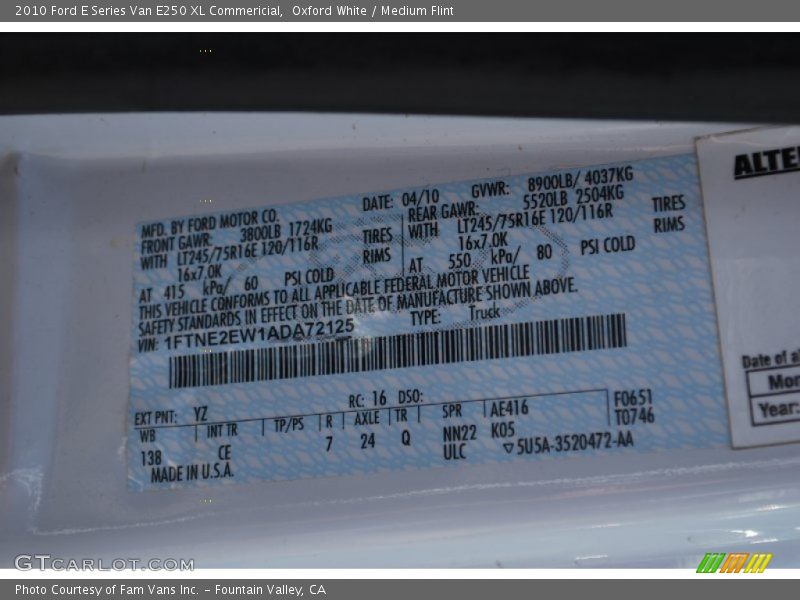 2010 Ford E Series Van E250 XL Commericial, Oxford White / Medium Flint
MFD. BY FORD MOTOR CO. DATE: 04/10 GVWR: 8900LB/ 4037KG
FRONT GAWR: 3800LB 1724KG REAR GAWR: 5520LB 2504KG
WITH LT245/75R16E 120/116R TIRES WITH LT245/75R16E 120/116R TIRES
16x7.0K RIMS 16x7.0K RIMS
AT 415 kPa/ 60 PSI COLD AT 550 kPa/ 80 PSI COLD
THIS VEHICLE CONFORMS TO ALL APPLICABLE FEDERAL MOTOR VEHICLE
SAFETY STANDARDS IN EFFECT ON THE DATE OF MANUFACTURE SHOWN ABOVE.
VIN: 1FTNE2EW1ADA72125 TYPE: Truck
EXT PNT: YZ RC: 16 DSO:
WB INT TR TP/PS R AXLE TR SPR AE416 F0651
138 CE 7 24 Q NN22 K05 T0746
MADE IN U.S.A. ULC ▽5U5A-3520472-AA
ALTE
Date of al
Mon
Year:
GTCARLOT.COM
Photo Courtesy of Fam Vans Inc. - Fountain Valley, CA